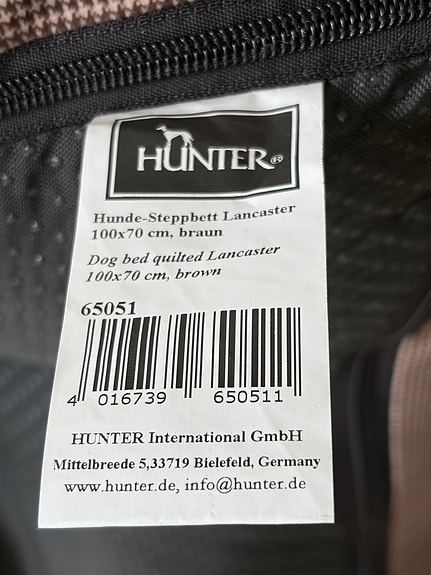 HUNTER®
Hunde-Steppbett Lancaster
100x70 cm, braun
Dog bed quilted Lancaster
100x70 cm, brown
65051
4 016739 650511
HUNTER International GmbH
Mittelbreede 5,33719 Bielefeld, Germany
www.hunter.de, info@hunter.de